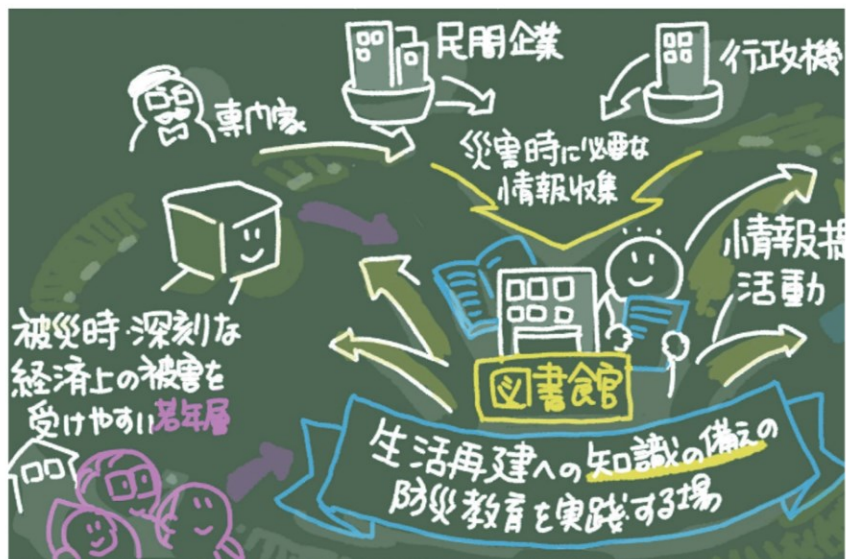 民間企業
行政機
専門家
災害時に必要な
情報収集
情報提
活動
被災時・深刻な
経済上の被害を
受けやすい若年層
図書館
生活再建への知識の備えの
防災教育を実践する場